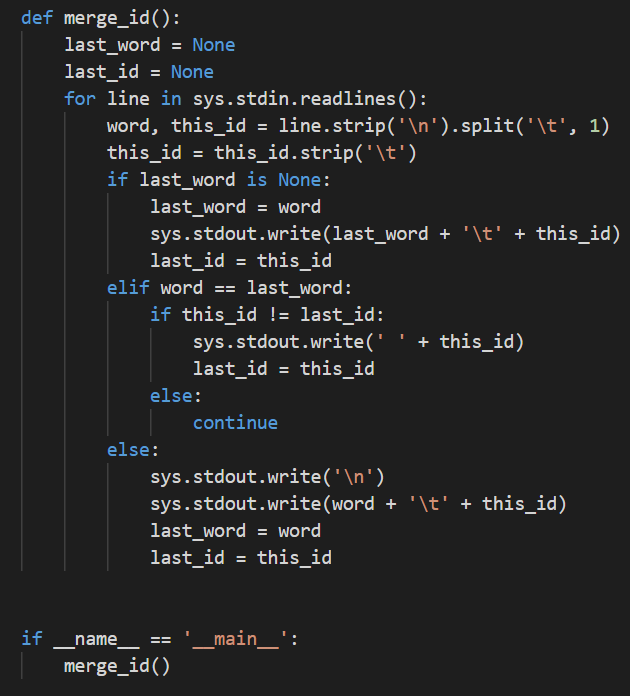 def merge_id():
    last_word = None
    last_id = None
    for line in sys.stdin.readlines():
        word, this_id = line.strip('\n').split('\t', 1)
        this_id = this_id.strip('\t')
        if last_word is None:
            last_word = word
            sys.stdout.write(last_word + '\t' + this_id)
            last_id = this_id
        elif word == last_word:
            if this_id != last_id:
                sys.stdout.write(' ' + this_id)
                last_id = this_id
            else:
                continue
        else:
            sys.stdout.write('\n')
            sys.stdout.write(word + '\t' + this_id)
            last_word = word
            last_id = this_id
if __name__ == '__main__':
    merge_id()